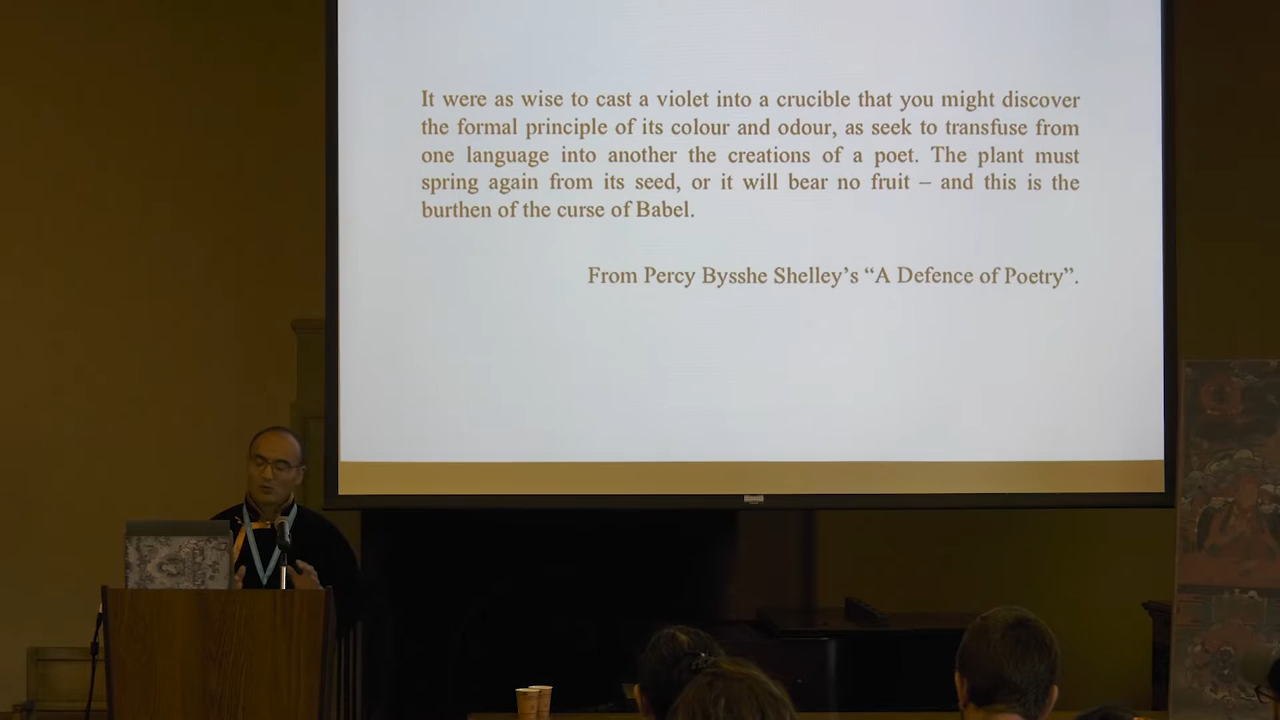 It were as wise to cast a violet into a crucible that you might discover
the formal principle of its colour and odour, as seek to transfuse from
one language into another the creations of a poet. The plant must
spring again from its seed, or it will bear no fruit – and this is the
burthen of the curse of Babel.
From Percy Bysshe Shelley’s “A Defence of Poetry”.